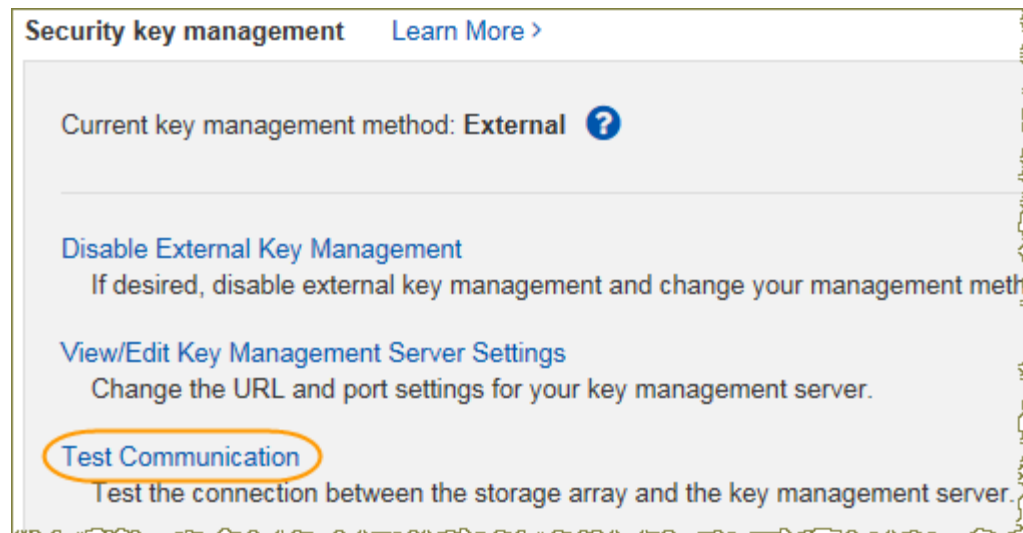 Security key management Learn More >
Current key management method: External ?
Disable External Key Management
If desired, disable external key management and change your management
View/Edit Key Management Server Settings
Change the URL and port settings for your key management server.
Test Communication
Test the connection between the storage array and the key management server.